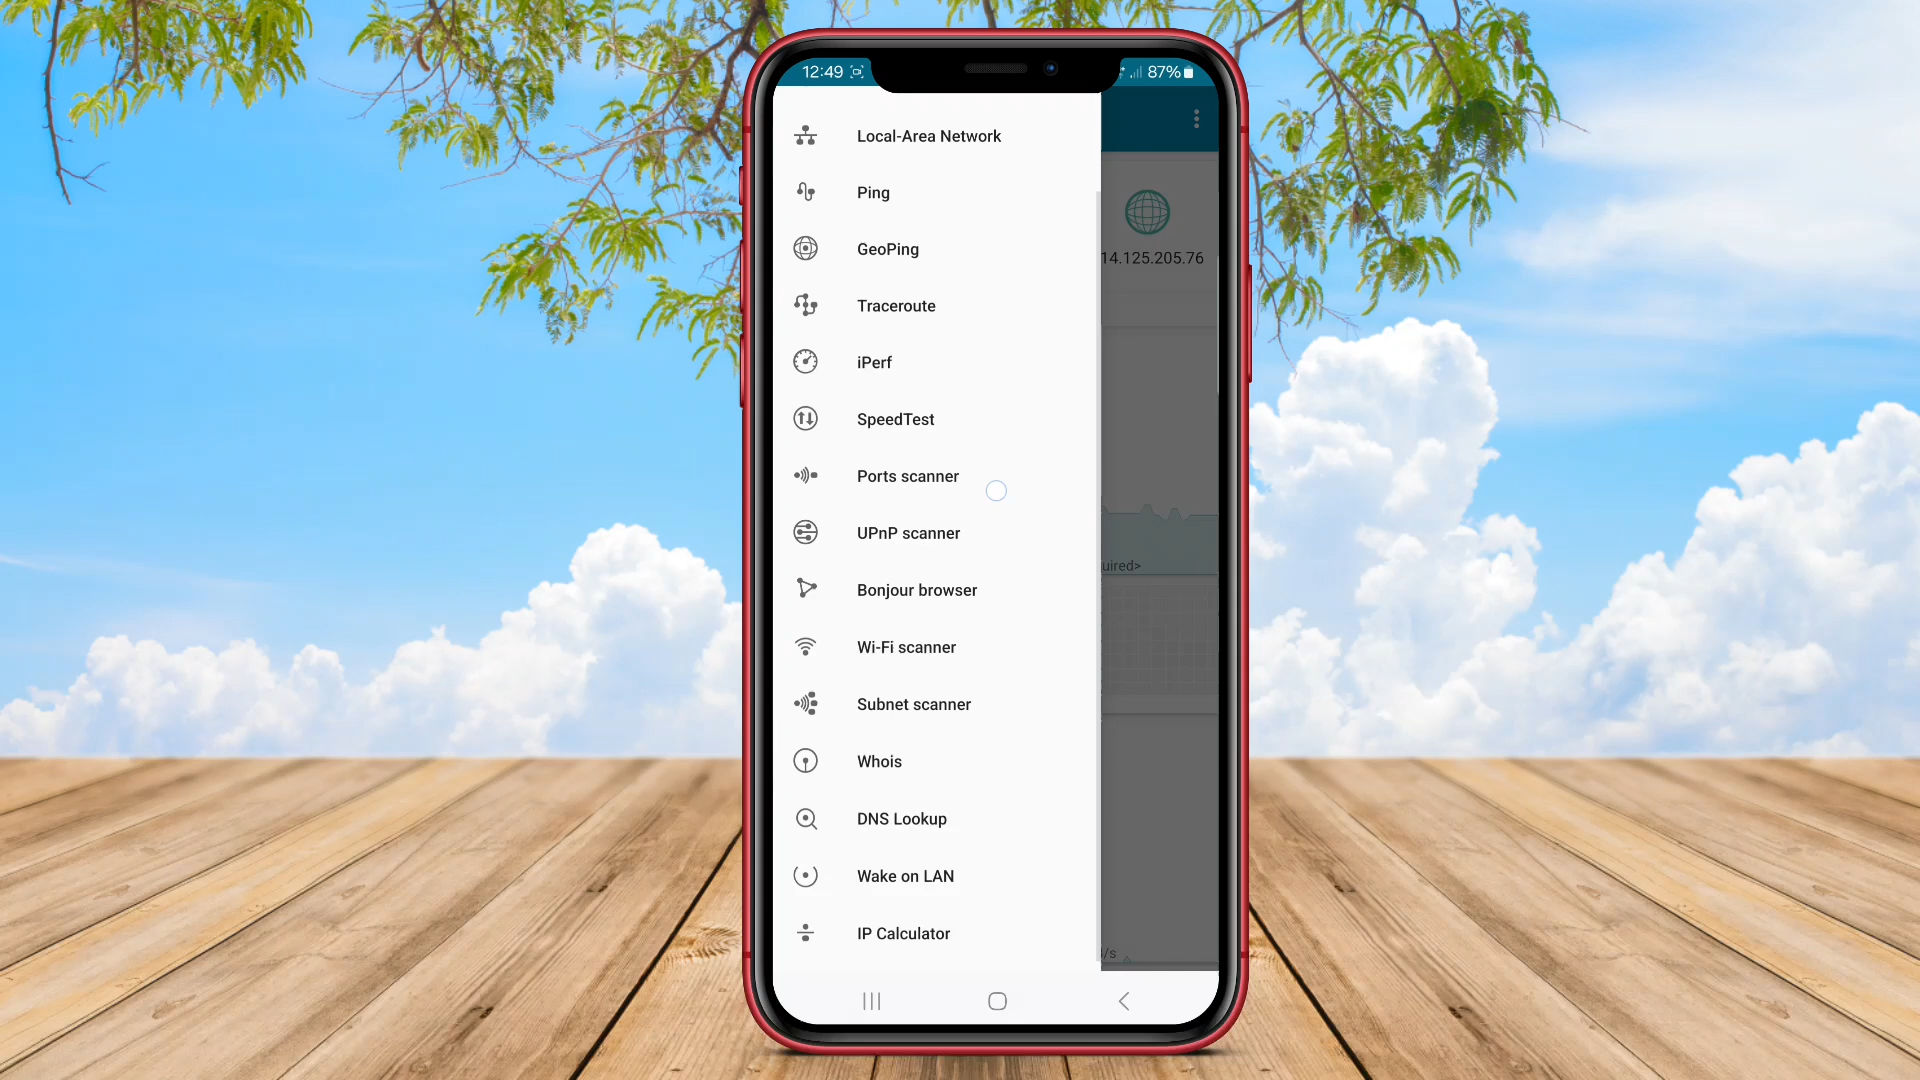 12:49
87%
Local-Area Network
Ping
GeoPing
14.125.205.76
Traceroute
iPerf
SpeedTest
Ports scanner
UPnP scanner
uired>
Bonjour browser
Wi-Fi scanner
Subnet scanner
Whois
DNS Lookup
Wake on LAN
IP Calculator
/s